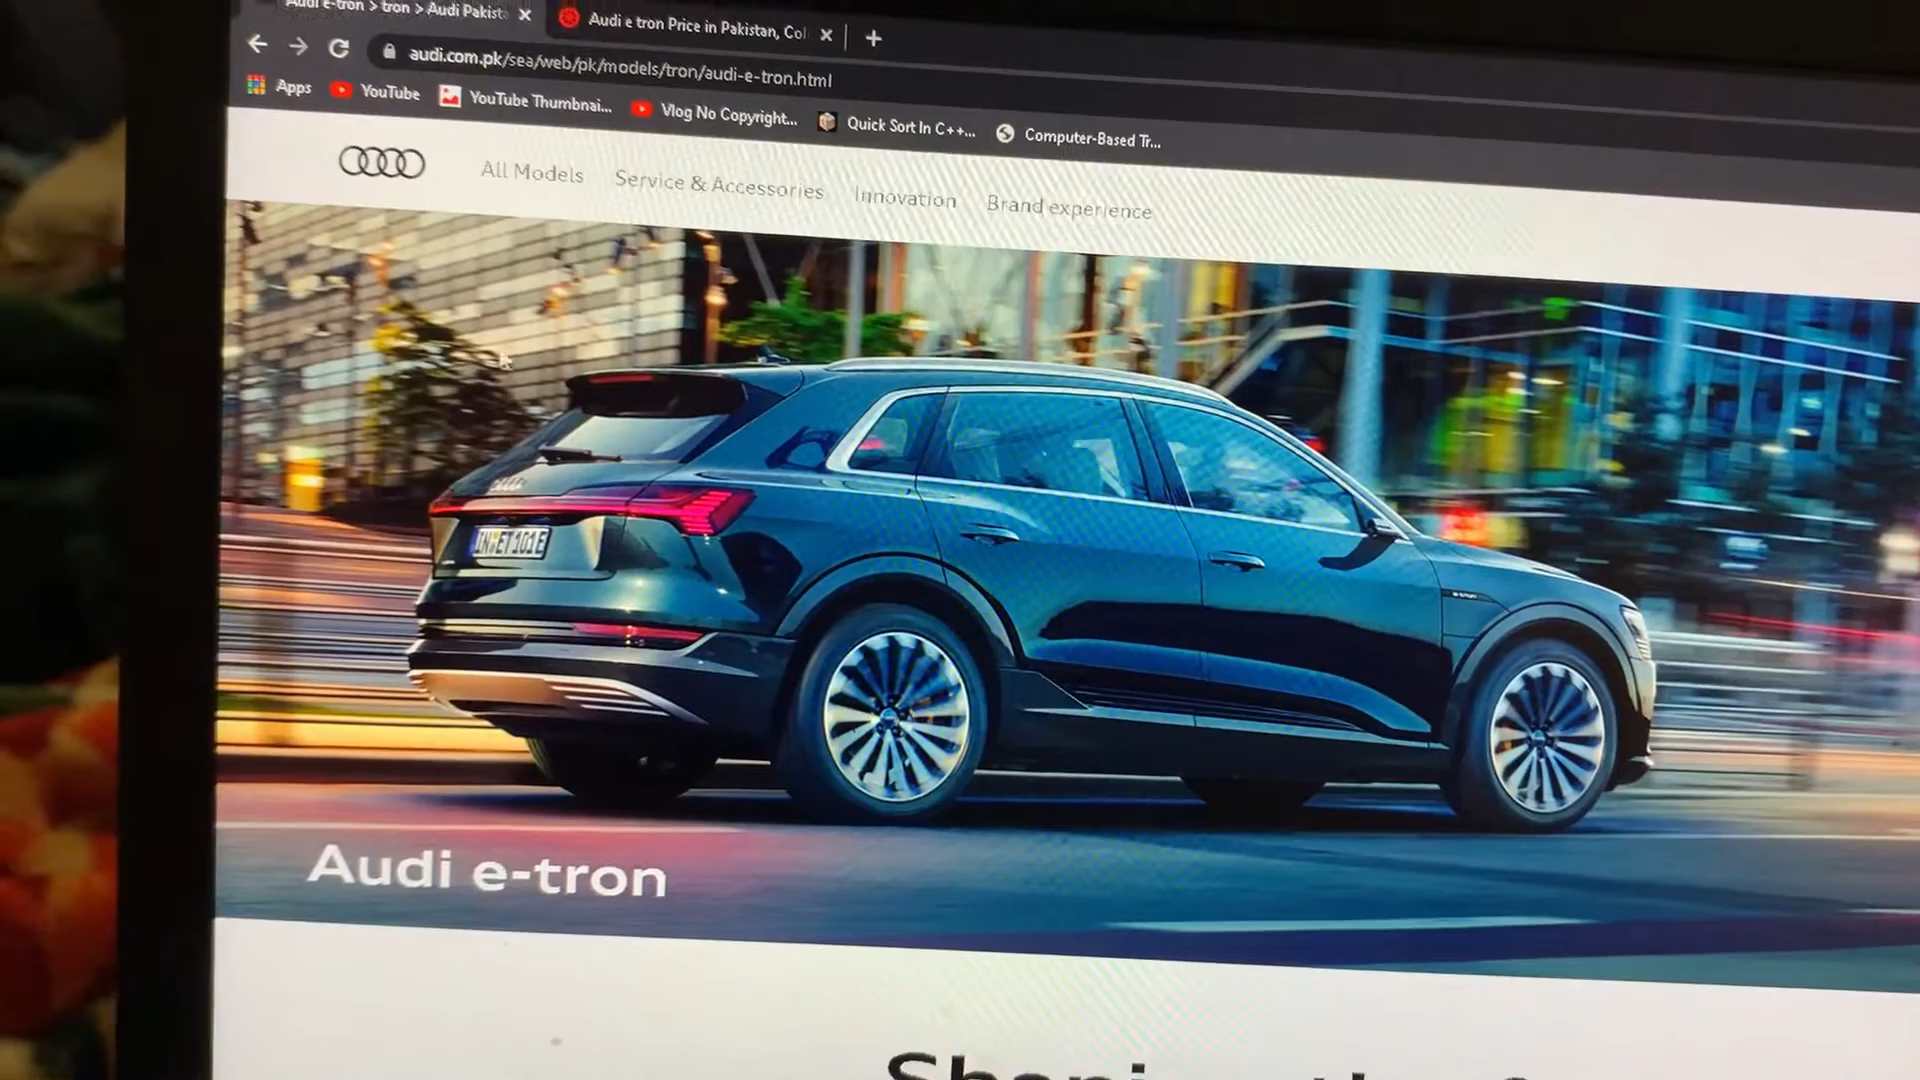 Audi e-tron > tron > Audi Pakist
Audi e tron Price in Pakistan, Col
audi.com.pk/sea/web/pk/models/tron/audi-e-tron.html
Apps
YouTube
YouTube Thumbnai...
Vlog No Copyright...
Quick Sort In C++...
Computer-Based Tr...
All Models
Service & Accessories
Innovation
Brand experience
IN·ET 101E
e-tron
Audi e-tron